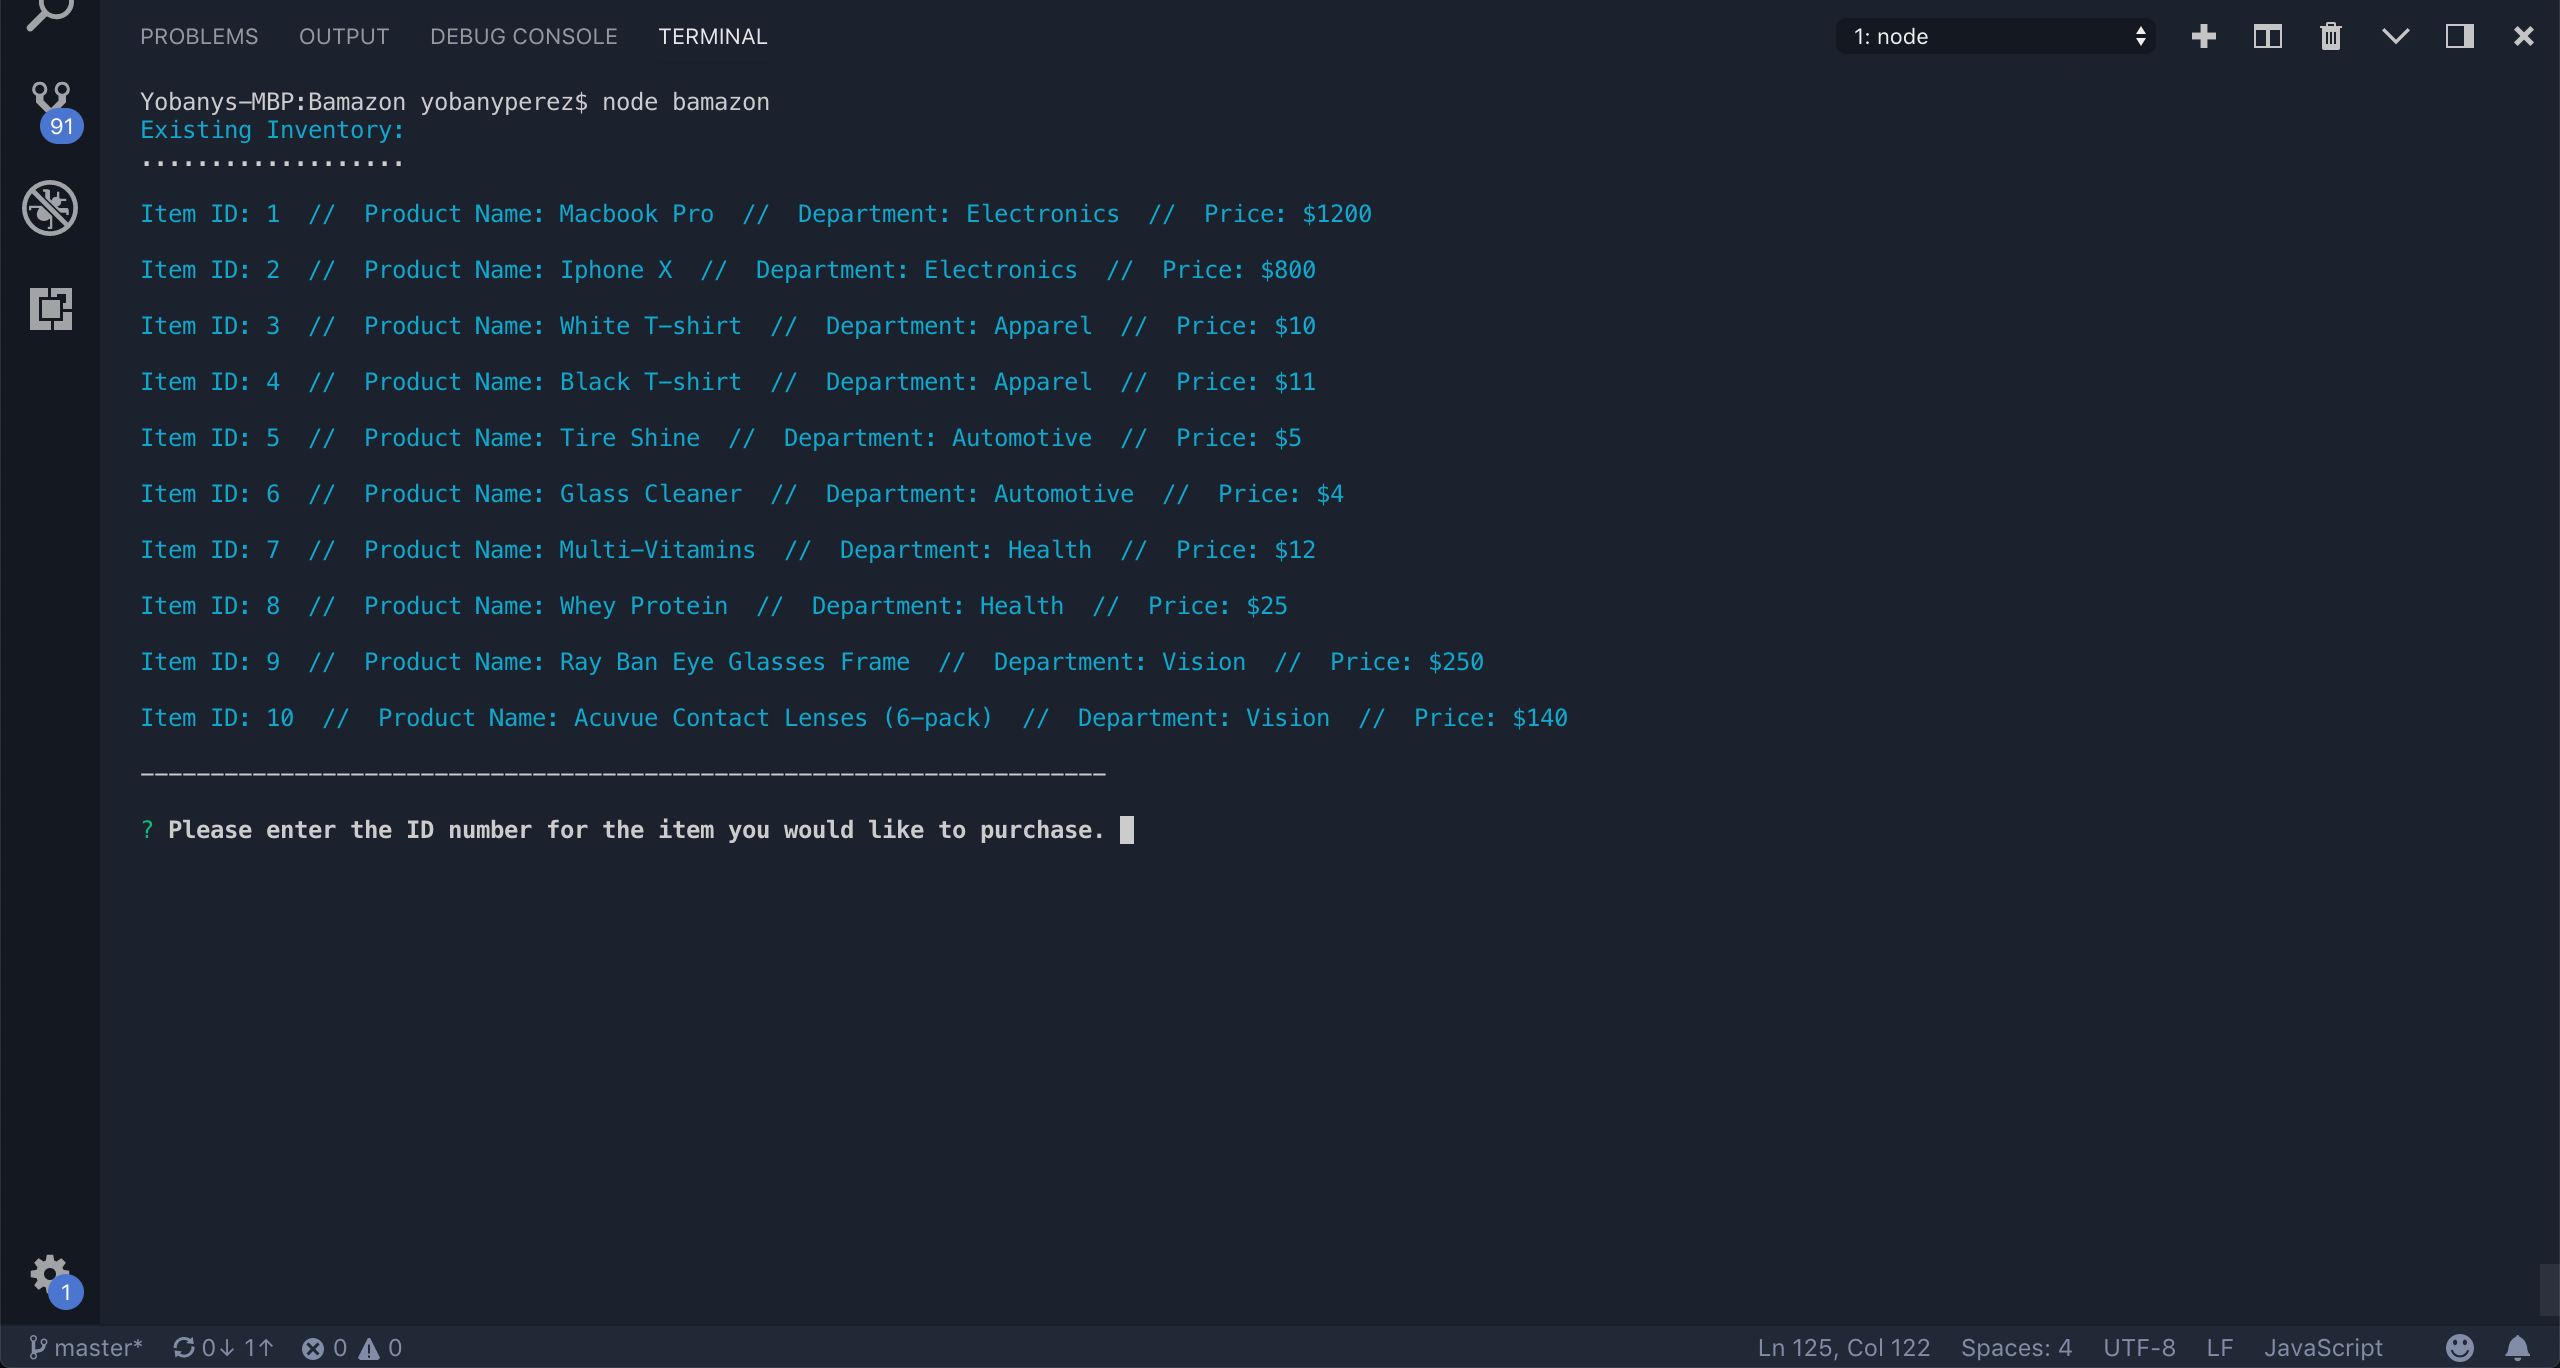 PROBLEMS OUTPUT DEBUG CONSOLE TERMINAL 1: node
91
Yobanys-MBP:Bamazon yobanyperez$ node bamazon
Existing Inventory:
...................
Item ID: 1  //  Product Name: Macbook Pro  //  Department: Electronics  //  Price: $1200
Item ID: 2  //  Product Name: Iphone X  //  Department: Electronics  //  Price: $800
Item ID: 3  //  Product Name: White T-shirt  //  Department: Apparel  //  Price: $10
Item ID: 4  //  Product Name: Black T-shirt  //  Department: Apparel  //  Price: $11
Item ID: 5  //  Product Name: Tire Shine  //  Department: Automotive  //  Price: $5
Item ID: 6  //  Product Name: Glass Cleaner  //  Department: Automotive  //  Price: $4
Item ID: 7  //  Product Name: Multi-Vitamins  //  Department: Health  //  Price: $12
Item ID: 8  //  Product Name: Whey Protein  //  Department: Health  //  Price: $25
Item ID: 9  //  Product Name: Ray Ban Eye Glasses Frame  //  Department: Vision  //  Price: $250
Item ID: 10  //  Product Name: Acuvue Contact Lenses (6-pack)  //  Department: Vision  //  Price: $140
---------------------------------------------------------------------
? Please enter the ID number for the item you would like to purchase.
1
master* 0↓ 1↑ 0 0 Ln 125, Col 122 Spaces: 4 UTF-8 LF JavaScript